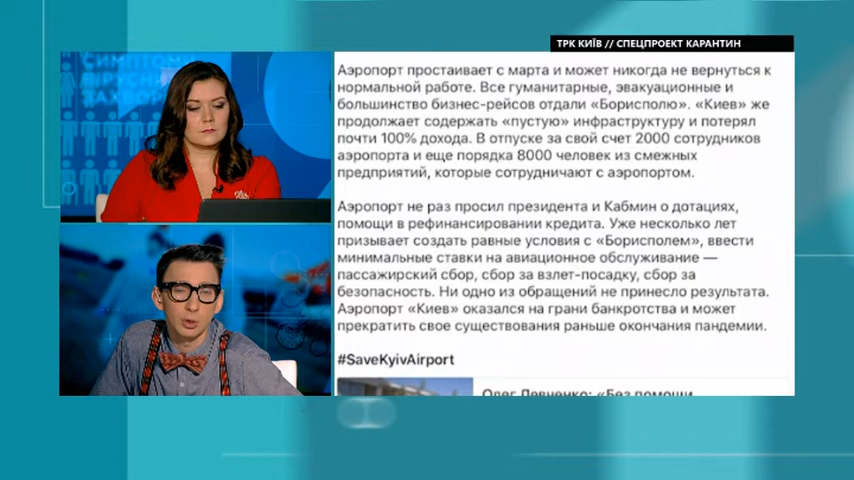 ТРК КИЇВ // СПЕЦПРОЕКТ КАРАНТИН
СИМПТОМИ
ВІРУСНИХ
ЗАХВОР
Аэропорт простаивает с марта и может никогда не вернуться к
нормальной работе. Все гуманитарные, эвакуационные и
большинство бизнес-рейсов отдали «Борисполю». «Киев» же
продолжает содержать «пустую» инфраструктуру и потерял
почти 100% дохода. В отпуске за свой счет 2000 сотрудников
аэропорта и еще порядка 8000 человек из смежных
предприятий, которые сотрудничают с аэропортом.
Аэропорт не раз просил президента и Кабмин о дотациях,
помощи в рефинансировании кредита. Уже несколько лет
призывает создать равные условия с «Борисполем», ввести
минимальные ставки на авиационное обслуживание —
пассажирский сбор, сбор за взлет-посадку, сбор за
безопасность. Ни одно из обращений не принесло результата.
Аэропорт «Киев» оказался на грани банкротства и может
прекратить свое существования раньше окончания пандемии.
#SaveKyivAirport